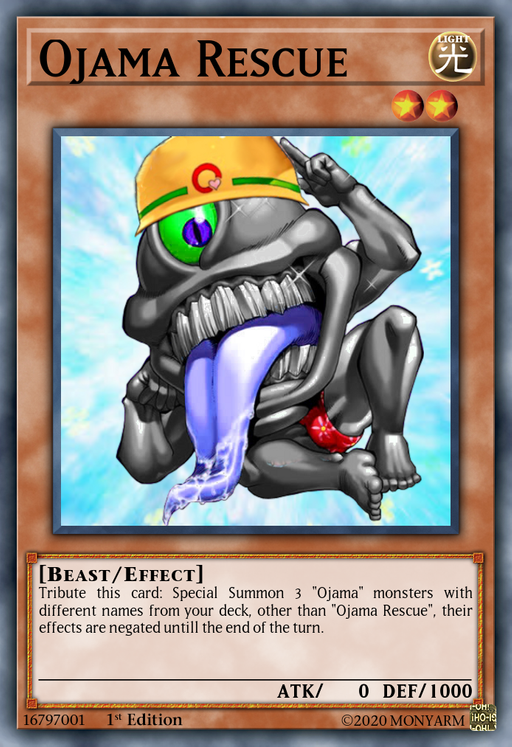 Ojama Rescue
LIGHT
光
[Beast/Effect]
Tribute this card: Special Summon 3 "Ojama" monsters with
different names from your deck, other than "Ojama Rescue", their
effects are negated untill the end of the turn.
ATK/ 0 DEF/1000
16797001 1st Edition ©2020 MONYARM